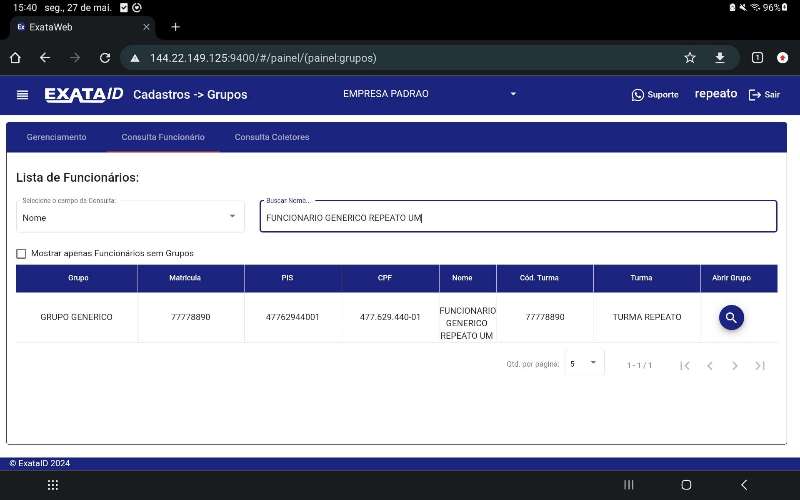 15:40 seg., 27 de mai. 96%
Ex ExataWeb
144.22.149.125:9400/#/painel/(painel:grupos) 1
EXATAID Cadastros -> Grupos EMPRESA PADRAO Suporte repeato Sair
Gerenciamento Consulta Funcionário Consulta Coletores
Lista de Funcionários:
Selecione o campo da Consulta: Buscar Nome...
Nome FUNCIONARIO GENERICO REPEATO UM
Mostrar apenas Funcionários sem Grupos
Grupo Matrícula PIS CPF Nome Cód. Turma Turma Abrir Grupo
GRUPO GENERICO 77778890 47762944001 477.629.440-01 FUNCIONARIO GENERICO REPEATO UM 77778890 TURMA REPEATO
Qtd. por página: 5 1 - 1 / 1
© ExataID 2024